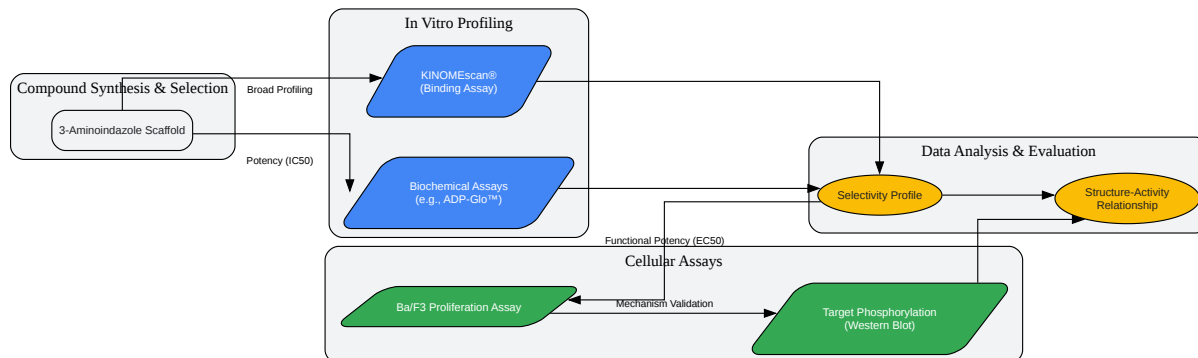 In Vitro Profiling
KINOMEscan®
(Binding Assay)
Compound Synthesis & Selection
Broad Profiling
3-Aminoindazole Scaffold
Potency (IC50)
Biochemical Assays
(e.g., ADP-Glo™)
Data Analysis & Evaluation
Selectivity Profile
Structure-Activity
Relationship
Functional Potency (EC50)
Cellular Assays
Ba/F3 Proliferation Assay
Mechanism Validation
Target Phosphorylation
(Western Blot)